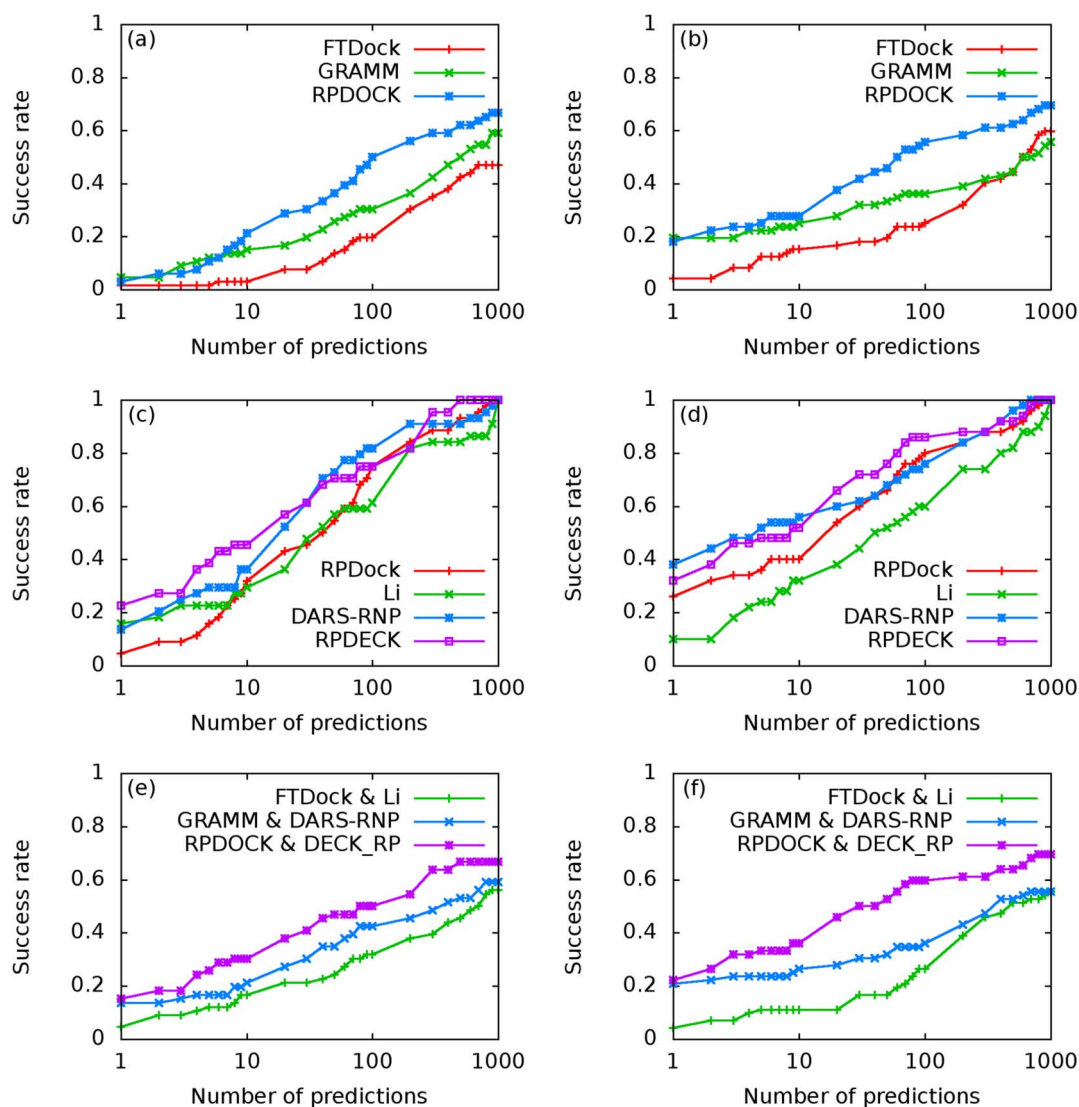 (a)
FTDock
GRAMM
RPDOCK
Success rate
1
0.8
0.6
0.4
0.2
0
1 10 100 1000
Number of predictions
(b)
FTDock
GRAMM
RPDOCK
Success rate
1
0.8
0.6
0.4
0.2
0
1 10 100 1000
Number of predictions
(c)
RPDock
Li
DARS-RNP
RPDECK
Success rate
1
0.8
0.6
0.4
0.2
0
1 10 100 1000
Number of predictions
(d)
RPDock
Li
DARS-RNP
RPDECK
Success rate
1
0.8
0.6
0.4
0.2
0
1 10 100 1000
Number of predictions
(e)
FTDock & Li
GRAMM & DARS-RNP
RPDOCK & DECK_RP
Success rate
1
0.8
0.6
0.4
0.2
0
1 10 100 1000
Number of predictions
(f)
FTDock & Li
GRAMM & DARS-RNP
RPDOCK & DECK_RP
Success rate
1
0.8
0.6
0.4
0.2
0
1 10 100 1000
Number of predictions